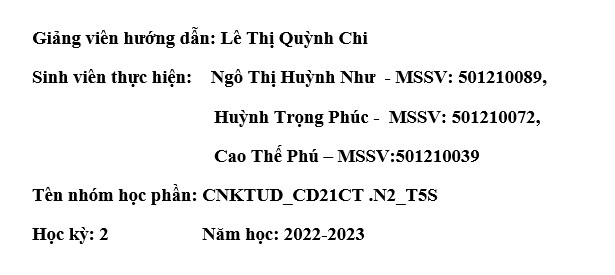 Giảng viên hướng dẫn: Lê Thị Quỳnh Chi
Sinh viên thực hiện: Ngô Thị Huỳnh Như - MSSV: 501210089,
Huỳnh Trọng Phúc - MSSV: 501210072,
Cao Thế Phú – MSSV:501210039
Tên nhóm học phần: CNKTUD_CD21CT .N2_T5S
Học kỳ: 2 Năm học: 2022-2023